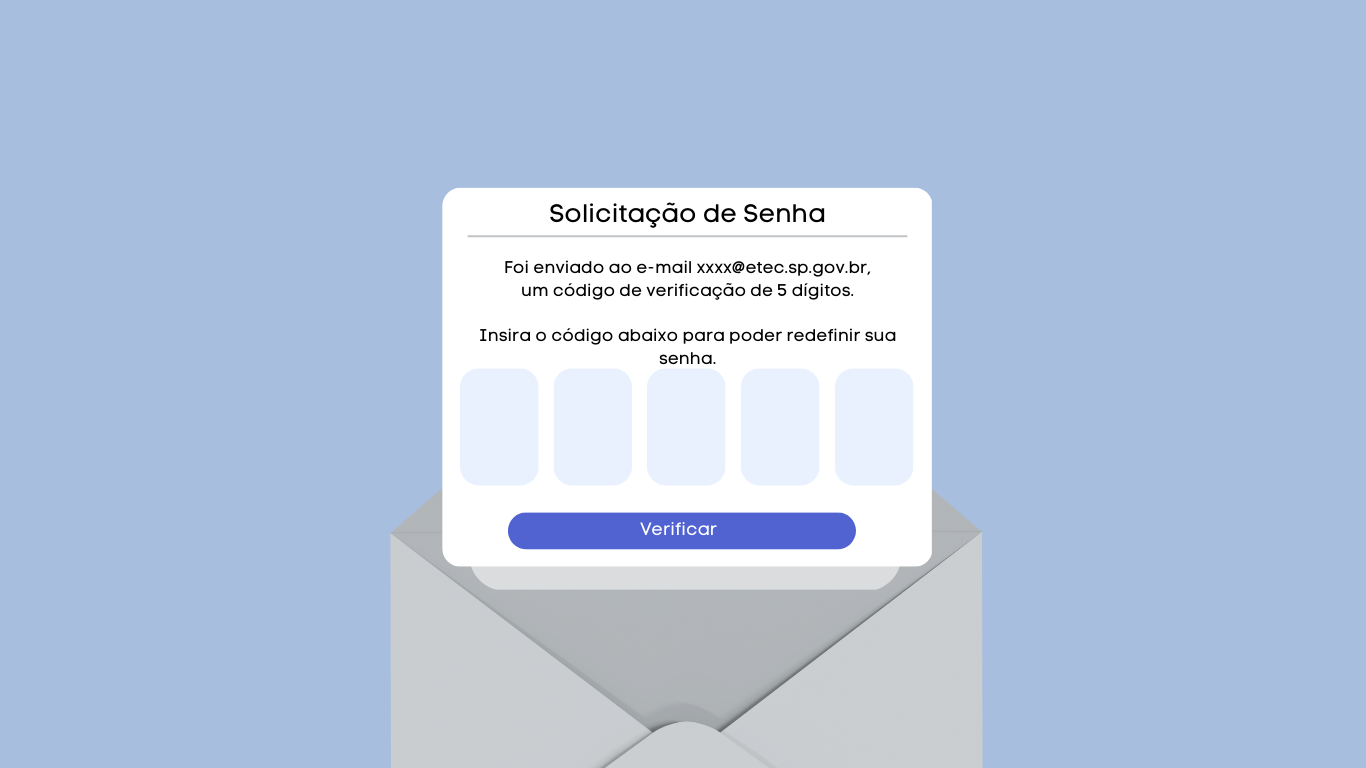 Solicitação de Senha
Foi enviado ao e-mail xxxx@etec.sp.gov.br,
um código de verificação de 5 dígitos.
Insira o código abaixo para poder redefinir sua
senha.
Verificar